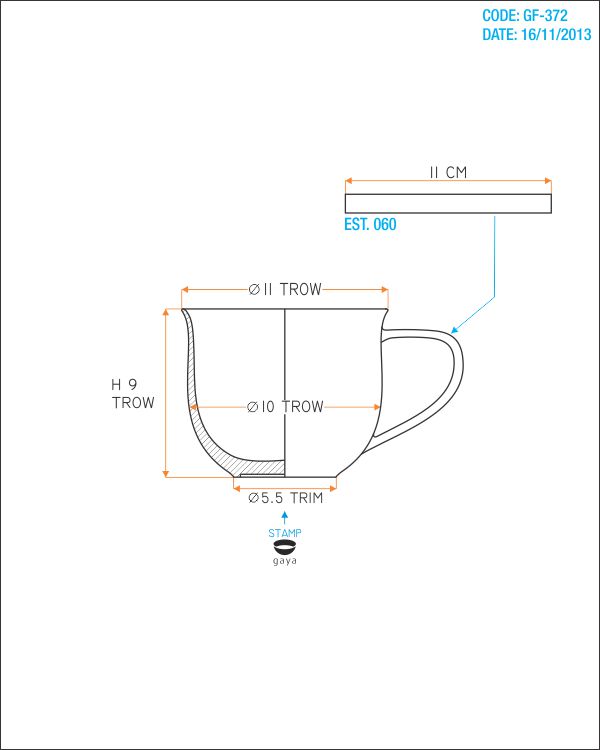 CODE: GF-372
DATE: 16/11/2013
11 CM
EST. 060
Ø11 TROW
H 9
TROW
Ø10 TROW
Ø5.5 TRIM
STAMP
gaya